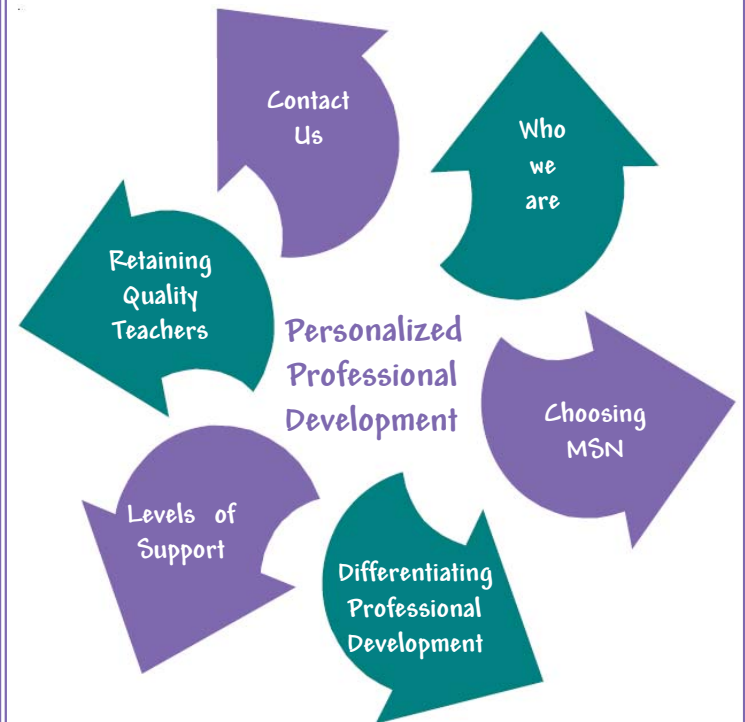 Contact
Us
Who
we
are
Retaining
Quality
Teachers
Personalized
Professional
Development
Choosing
MSN
Levels of
Support
Differentiating
Professional
Development